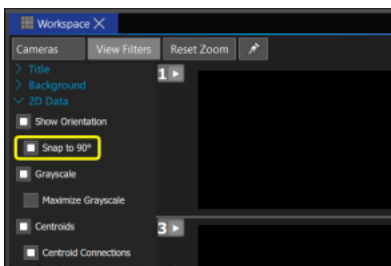 Workspace
Cameras View Filters Reset Zoom
Title
1
Background
2D Data
Show Orientation
Snap to 90°
Grayscale
Maximize Grayscale
Centroids
3
Centroid Connections